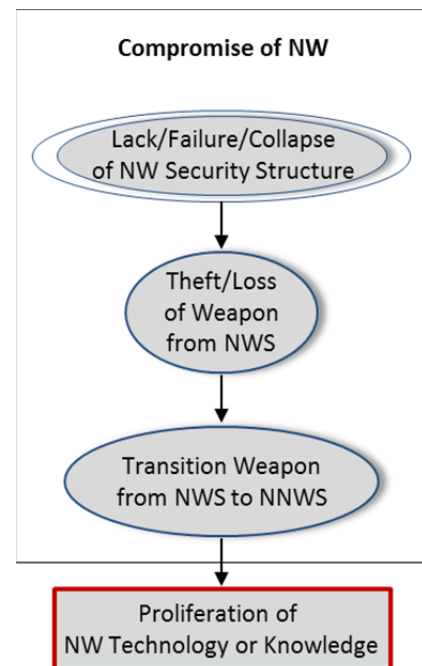 Compromise of NW
Lack/Failure/Collapse
of NW Security Structure
Theft/Loss
of Weapon
from NWS
Transition Weapon
from NWS to NNWS
Proliferation of
NW Technology or Knowledge